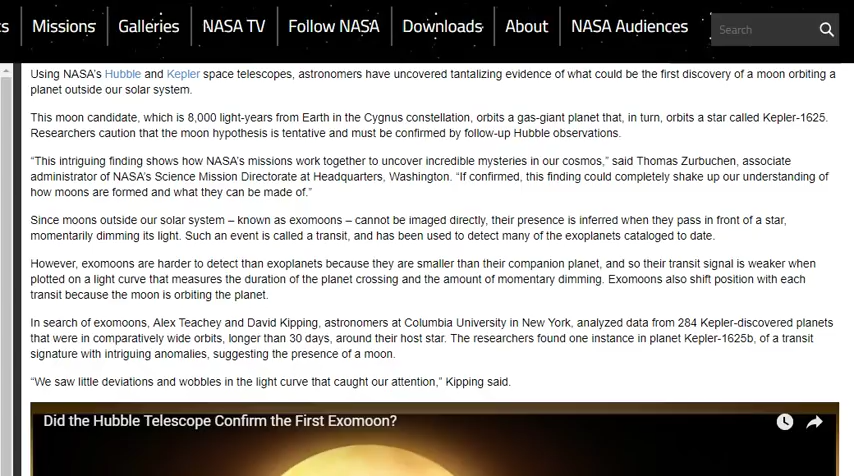 Missions
Galleries
NASA TV
Follow NASA
Downloads
About
NASA Audiences
Search
Using NASA's Hubble and Kepler space telescopes, astronomers have uncovered tantalizing evidence of what could be the first discovery of a moon orbiting a
planet outside our solar system.
This moon candidate, which is 8,000 light-years from Earth in the Cygnus constellation, orbits a gas-giant planet that, in turn, orbits a star called Kepler-1625.
Researchers caution that the moon hypothesis is tentative and must be confirmed by follow-up Hubble observations.
“This intriguing finding shows how NASA's missions work together to uncover incredible mysteries in our cosmos,” said Thomas Zurbuchen, associate
administrator of NASA's Science Mission Directorate at Headquarters, Washington. “If confirmed, this finding could completely shake up our understanding of
how moons are formed and what they can be made of.”
Since moons outside our solar system – known as exomoons – cannot be imaged directly, their presence is inferred when they pass in front of a star,
momentarily dimming its light. Such an event is called a transit, and has been used to detect many of the exoplanets cataloged to date.
However, exomoons are harder to detect than exoplanets because they are smaller than their companion planet, and so their transit signal is weaker when
plotted on a light curve that measures the duration of the planet crossing and the amount of momentary dimming. Exomoons also shift position with each
transit because the moon is orbiting the planet.
In search of exomoons, Alex Teachey and David Kipping, astronomers at Columbia University in New York, analyzed data from 284 Kepler-discovered planets
that were in comparatively wide orbits, longer than 30 days, around their host star. The researchers found one instance in planet Kepler-1625b, of a transit
signature with intriguing anomalies, suggesting the presence of a moon.
“We saw little deviations and wobbles in the light curve that caught our attention,” Kipping said.
Did the Hubble Telescope Confirm the First Exomoon?